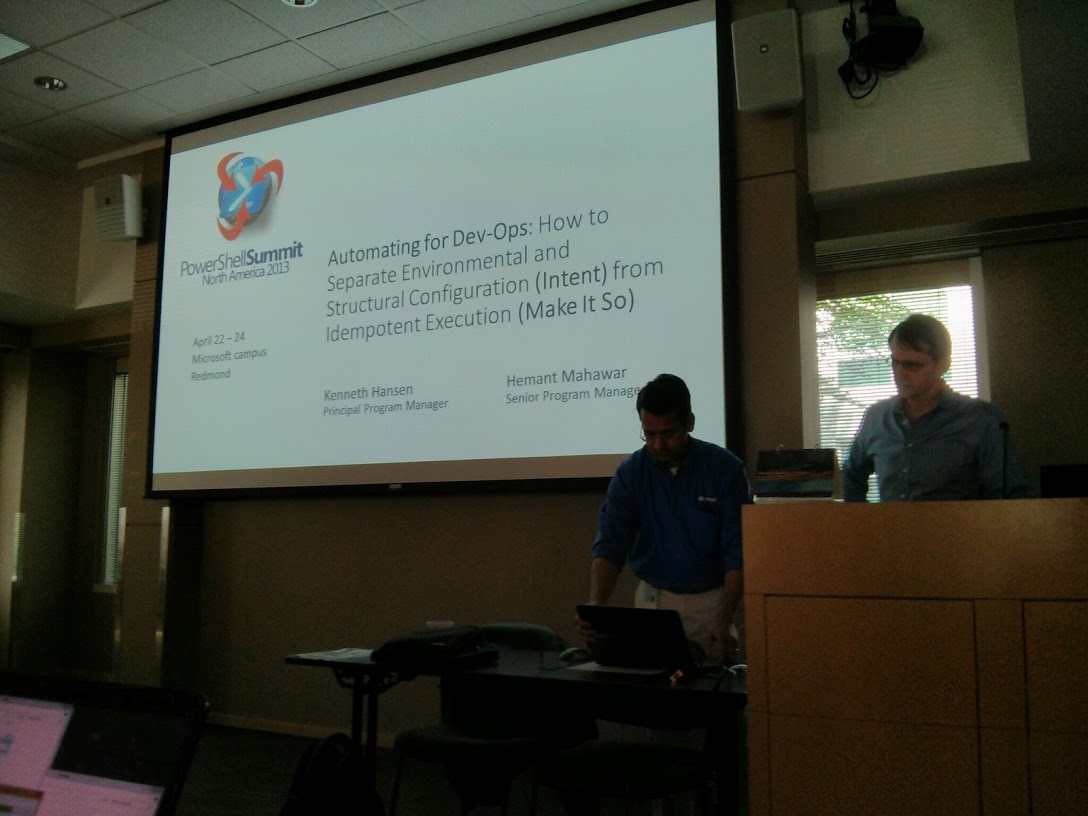 PowerShellSummit
North America 2013
April 22 – 24
Microsoft campus
Redmond
Automating for Dev-Ops: How to
Separate Environmental and
Structural Configuration (Intent) from
Idempotent Execution (Make It So)
Kenneth Hansen
Principal Program Manager
Hemant Mahawar
Senior Program Manage